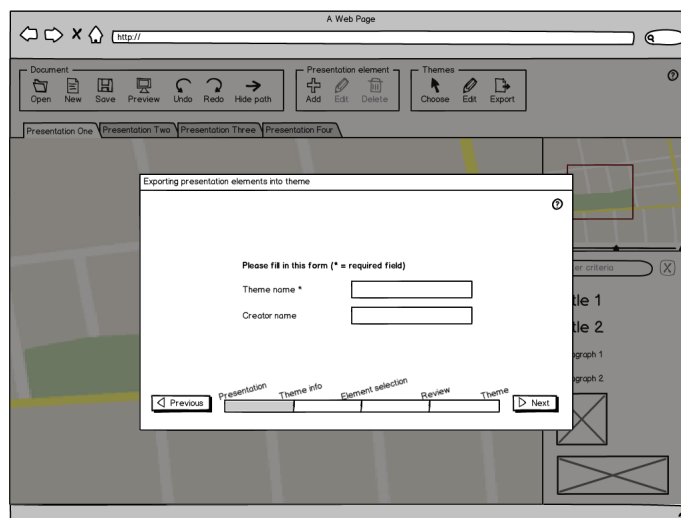 A Web Page
http://
Document
Presentation element
Themes
Open New Save Preview Undo Redo Hide path
Add Edit Delete
Choose Edit Export
?
Presentation One Presentation Two Presentation Three Presentation Four
Exporting presentation elements into theme
?
Please fill in this form (* = required field)
Theme name *
Creator name
Previous
Presentation Theme info Element selection Review Theme
Next
er criteria X
tle 1
tle 2
agraph 1
agraph 2